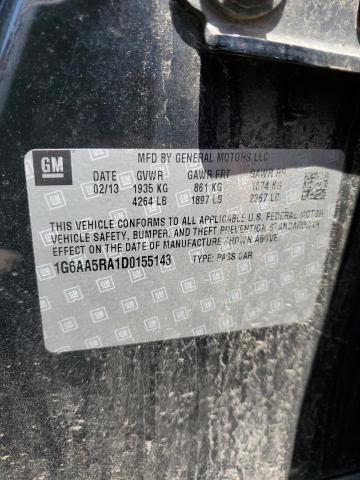 GM
MFD BY GENERAL MOTORS LLC
DATE GVWR GAWR FRT GAWR RR
02/13 1935 KG 861 KG 1074 KG
4264 LB 1897 LB 2367 LB
THIS VEHICLE CONFORMS TO ALL APPLICABLE U.S. FEDERAL MOTOR
VEHICLE SAFETY, BUMPER, AND THEFT PREVENTION STANDARDS IN
EFFECT ON THE DATE OF MANUFACTURE SHOWN ABOVE.
1G6AA5RA1D0155143 TYPE: PASS CAR